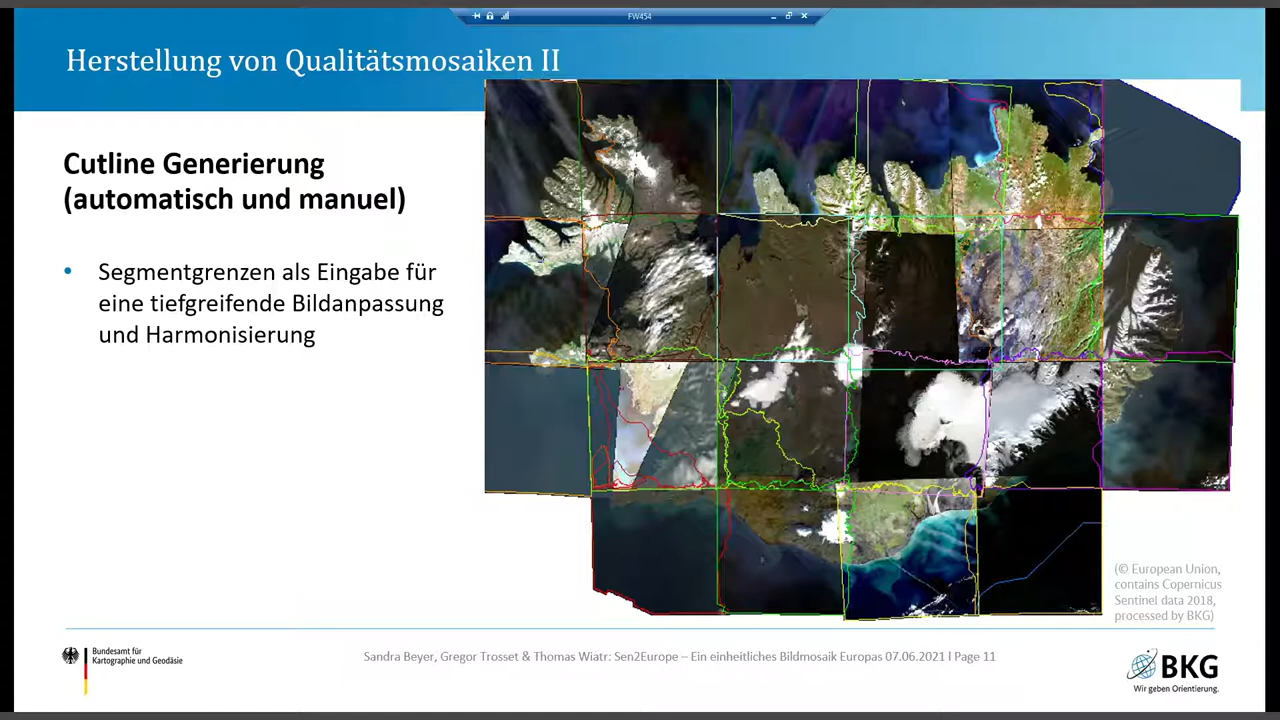 FW454
Herstellung von Qualitätsmosaiken II
Cutline Generierung
(automatisch und manuel)
• Segmentgrenzen als Eingabe für
eine tiefgreifende Bildanpassung
und Harmonisierung
(© European Union,
contains Copernicus
Sentinel data 2018,
processed by BKG)
Bundesamt für
Kartographie und Geodäsie
Sandra Beyer, Gregor Trosset & Thomas Wiatr: Sen2Europe – Ein einheitliches Bildmosaik Europas 07.06.2021 l Page 11
BKG
Wir geben Orientierung.